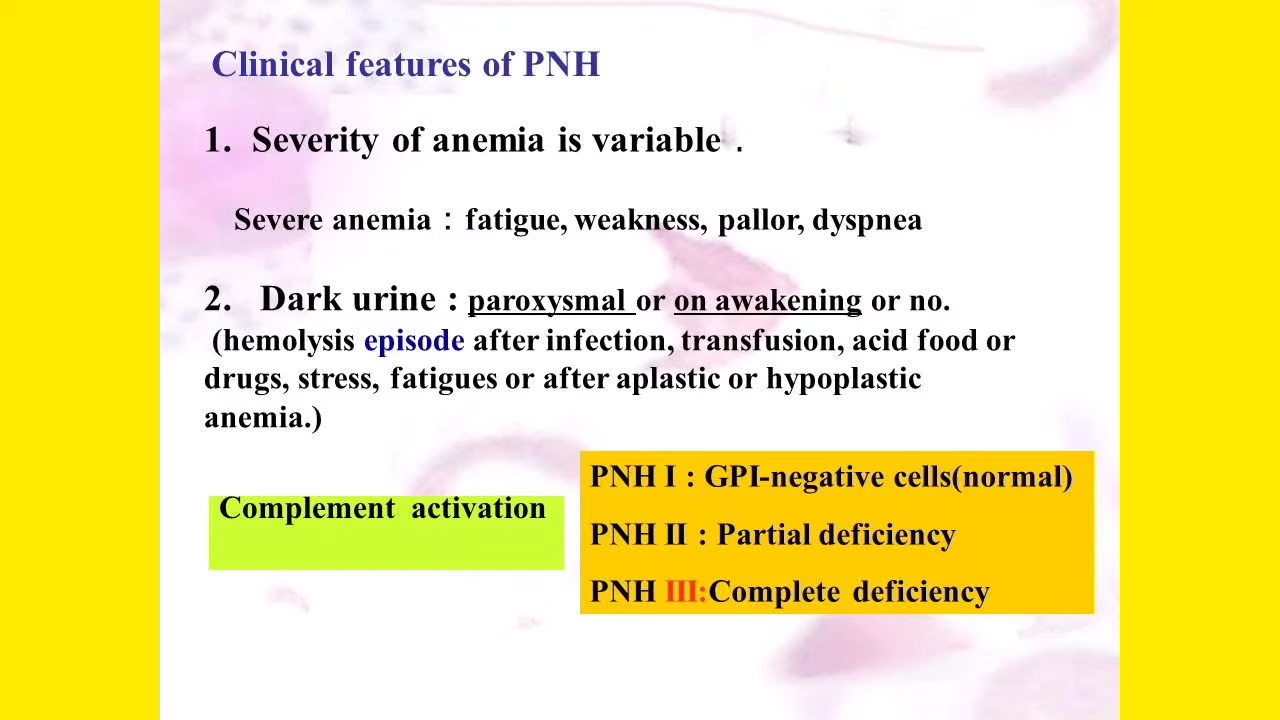 Clinical features of PNH
1. Severity of anemia is variable．
Severe anemia：fatigue, weakness, pallor, dyspnea
2. Dark urine : paroxysmal or on awakening or no.
(hemolysis episode after infection, transfusion, acid food or
drugs, stress, fatigues or after aplastic or hypoplastic
anemia.)
Complement activation
PNH I : GPI-negative cells(normal)
PNH II : Partial deficiency
PNH III:Complete deficiency